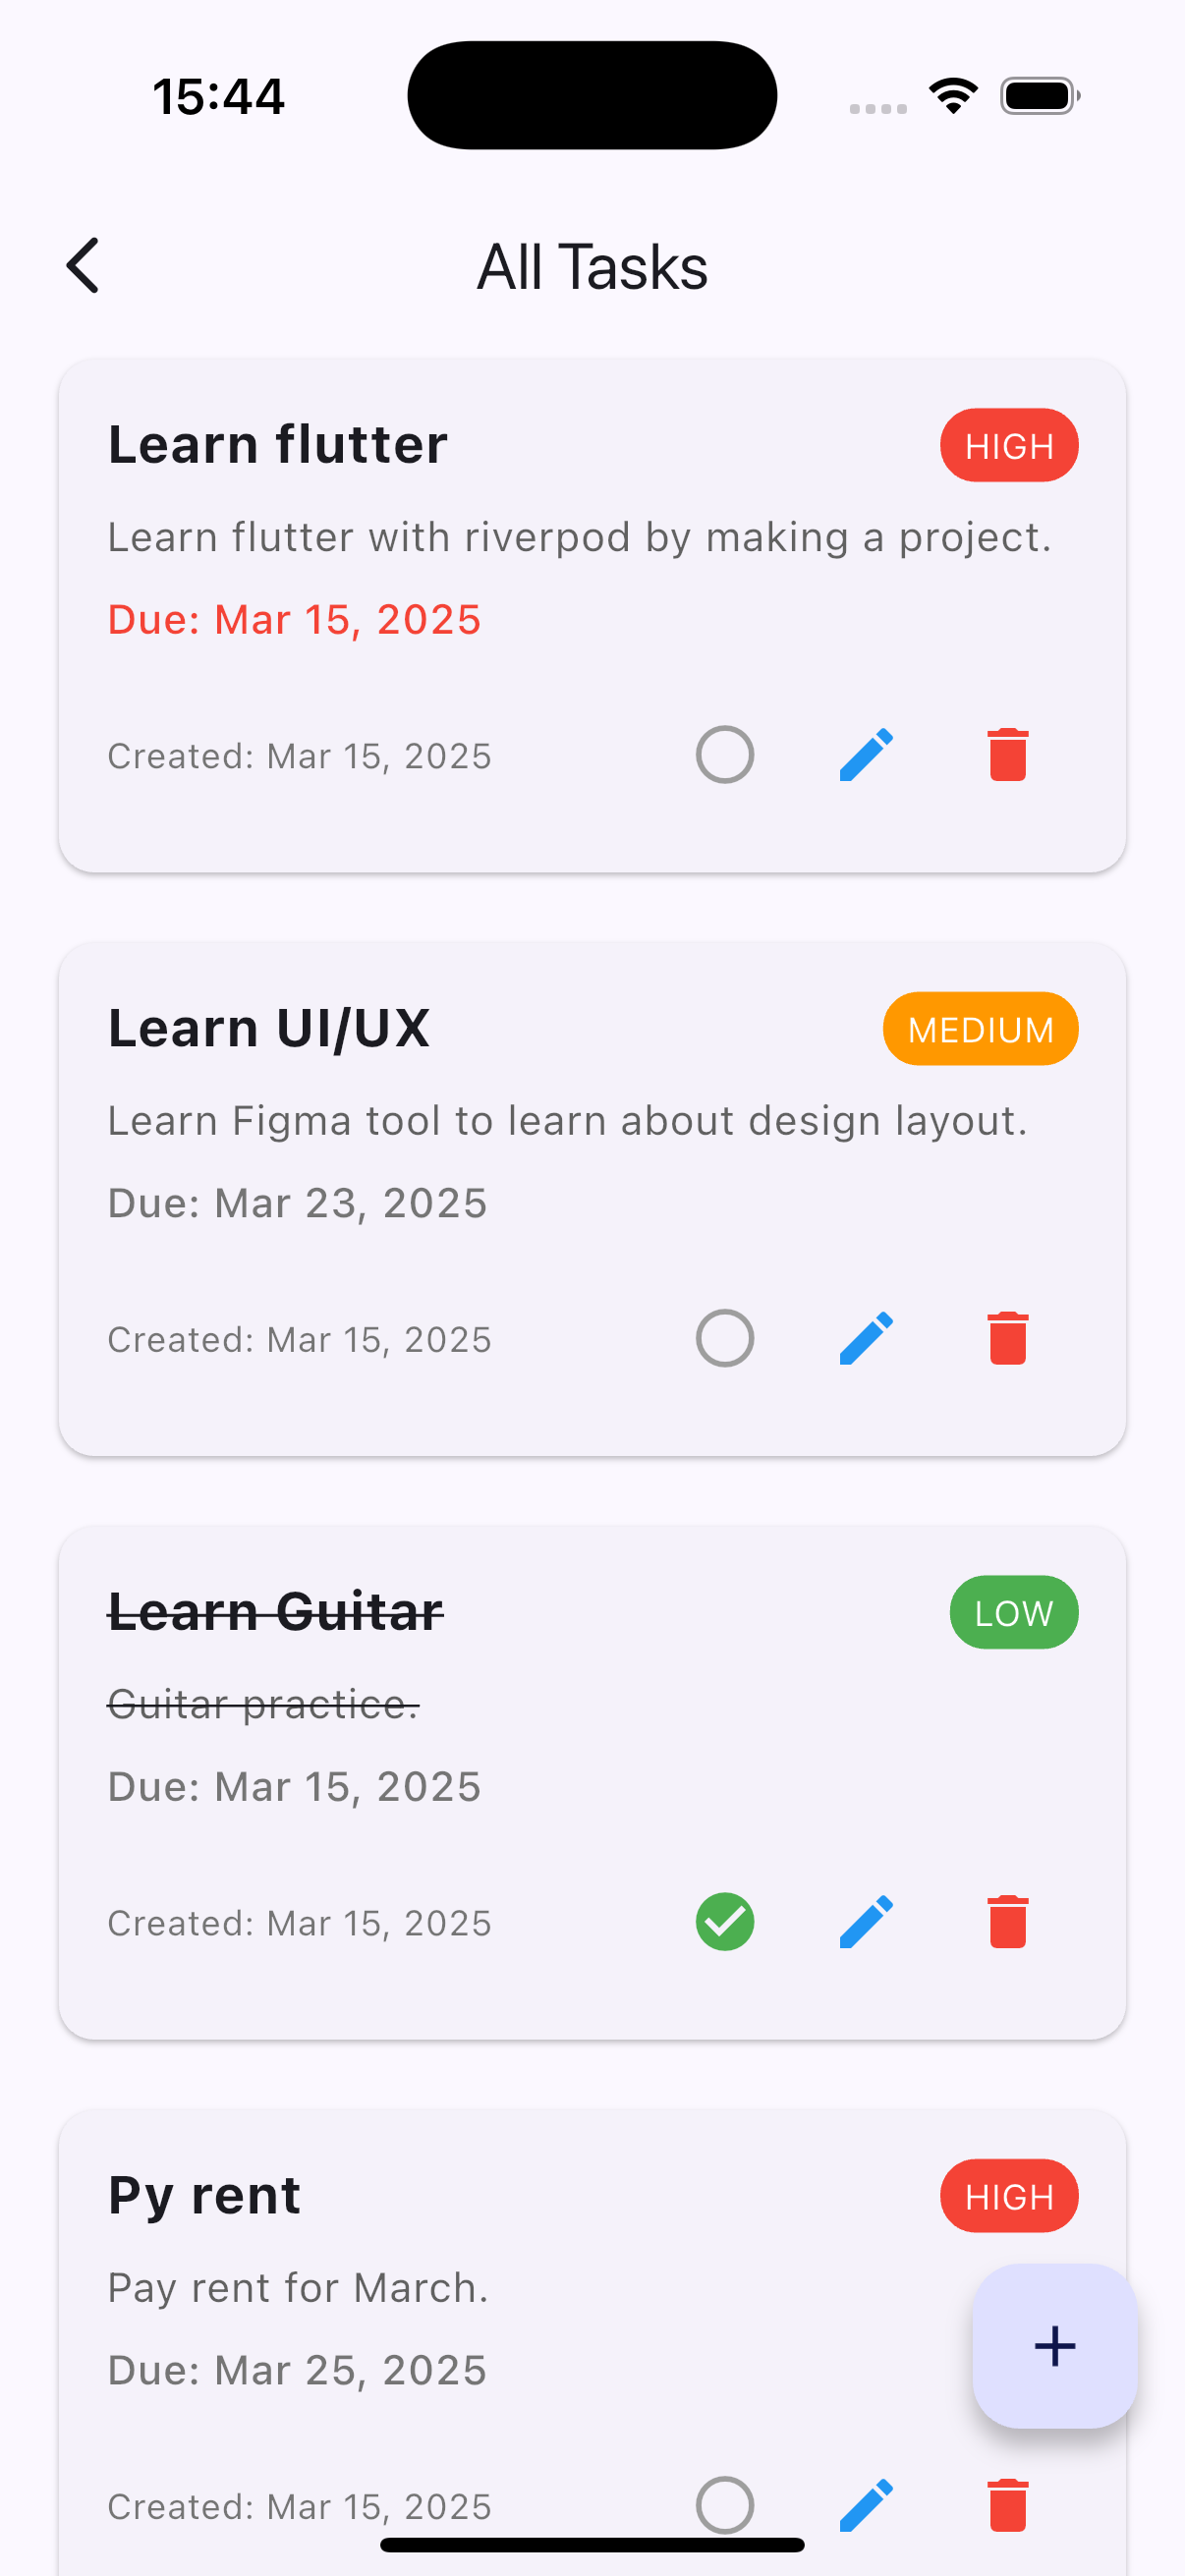 15:44
All Tasks
Learn flutter
HIGH
Learn flutter with riverpod by making a project.
Due: Mar 15, 2025
Created: Mar 15, 2025
Learn UI/UX
MEDIUM
Learn Figma tool to learn about design layout.
Due: Mar 23, 2025
Created: Mar 15, 2025
Learn Guitar
LOW
Guitar practice.
Due: Mar 15, 2025
Created: Mar 15, 2025
Py rent
HIGH
Pay rent for March.
Due: Mar 25, 2025
Created: Mar 15, 2025